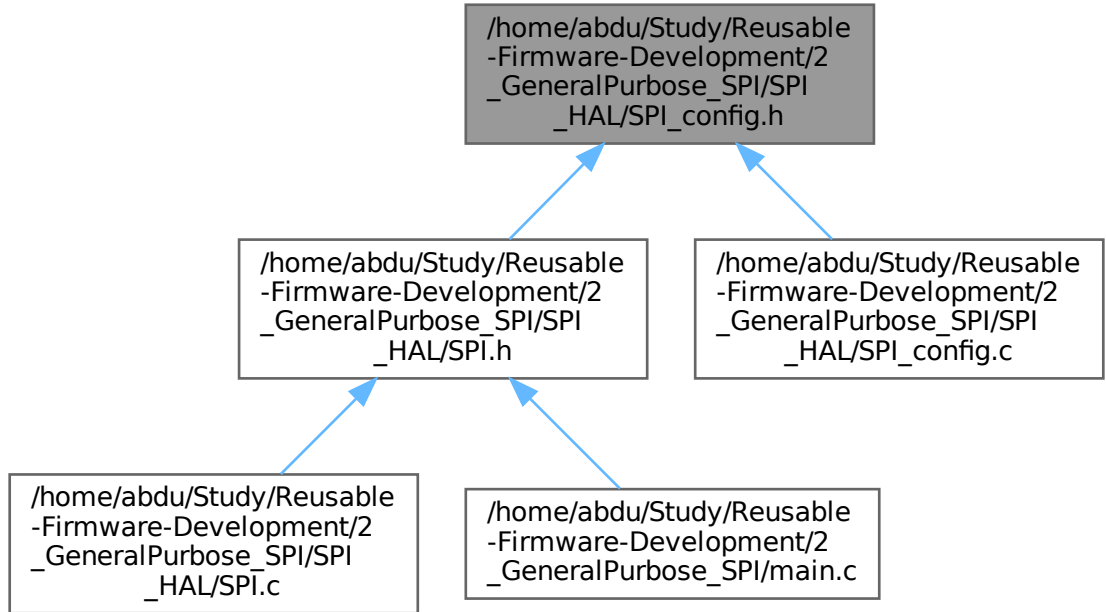 /home/abdu/Study/Reusable
-Firmware-Development/2
_GeneralPurbose_SPI/SPI
_HAL/SPI_config.h
/home/abdu/Study/Reusable
-Firmware-Development/2
_GeneralPurbose_SPI/SPI
_HAL/SPI.h
/home/abdu/Study/Reusable
-Firmware-Development/2
_GeneralPurbose_SPI/SPI
_HAL/SPI_config.c
/home/abdu/Study/Reusable
-Firmware-Development/2
_GeneralPurbose_SPI/SPI
_HAL/SPI.c
/home/abdu/Study/Reusable
-Firmware-Development/2
_GeneralPurbose_SPI/main.c